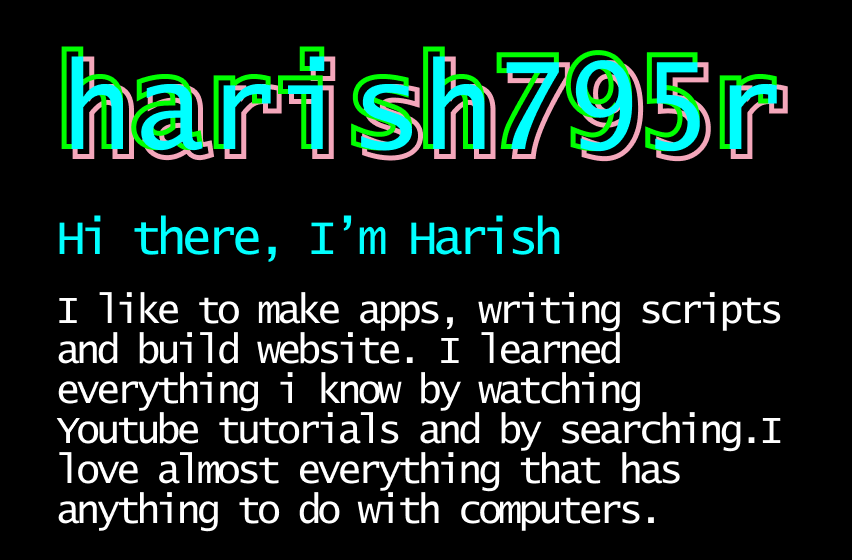 harish795r
Hi there, I’m Harish
I like to make apps, writing scripts
and build website. I learned
everything i know by watching
Youtube tutorials and by searching.I
love almost everything that has
anything to do with computers.